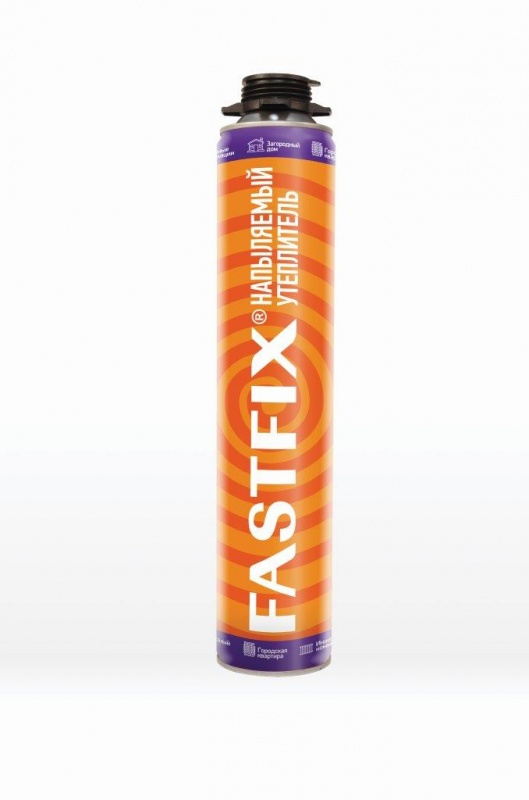 Загородный
дом
FASTFIX®
НАПЫЛЯЕМЫЙ
УТЕПЛИТЕЛЬ
Городская
квартира